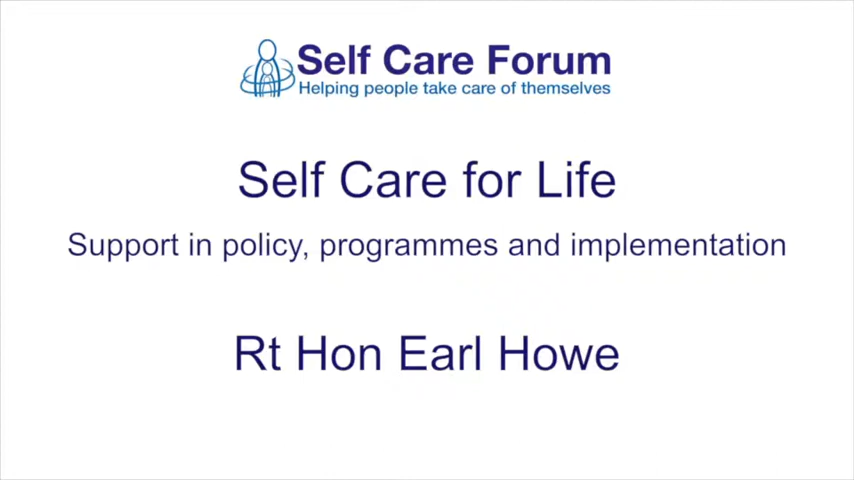 Self Care Forum
Helping people take care of themselves
Self Care for Life
Support in policy, programmes and implementation
Rt Hon Earl Howe